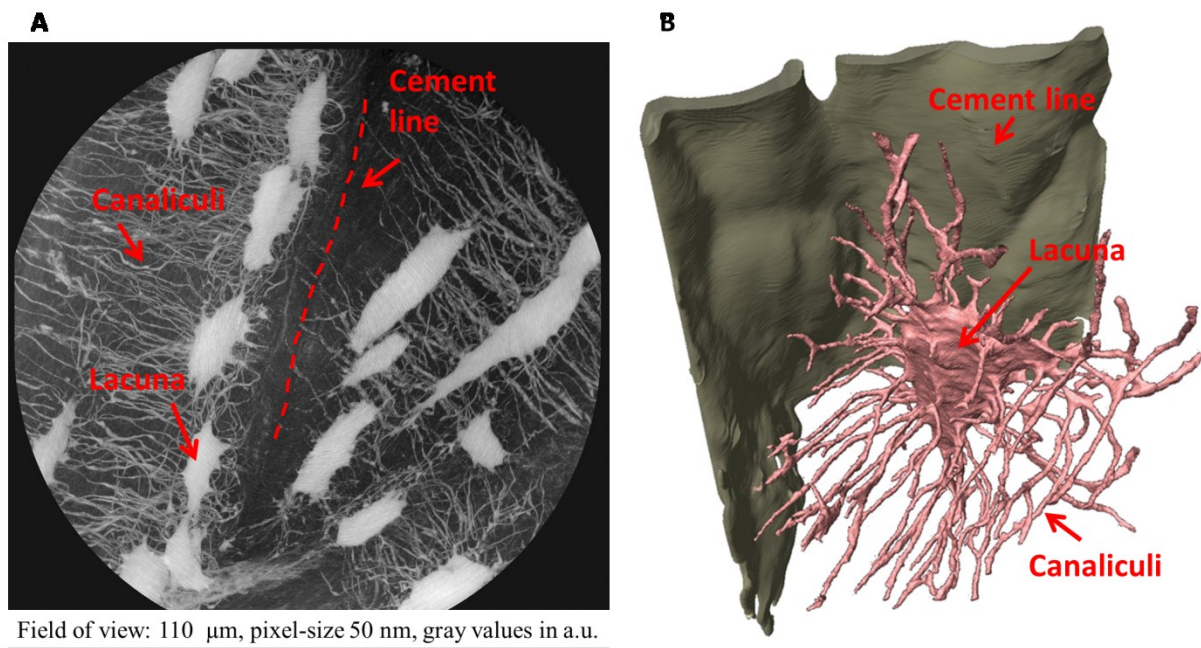 A
Cement
line
Canaliculi
Lacuna
Field of view: 110 μm, pixel-size 50 nm, gray values in a.u.
B
Cement line
Lacuna
Canaliculi